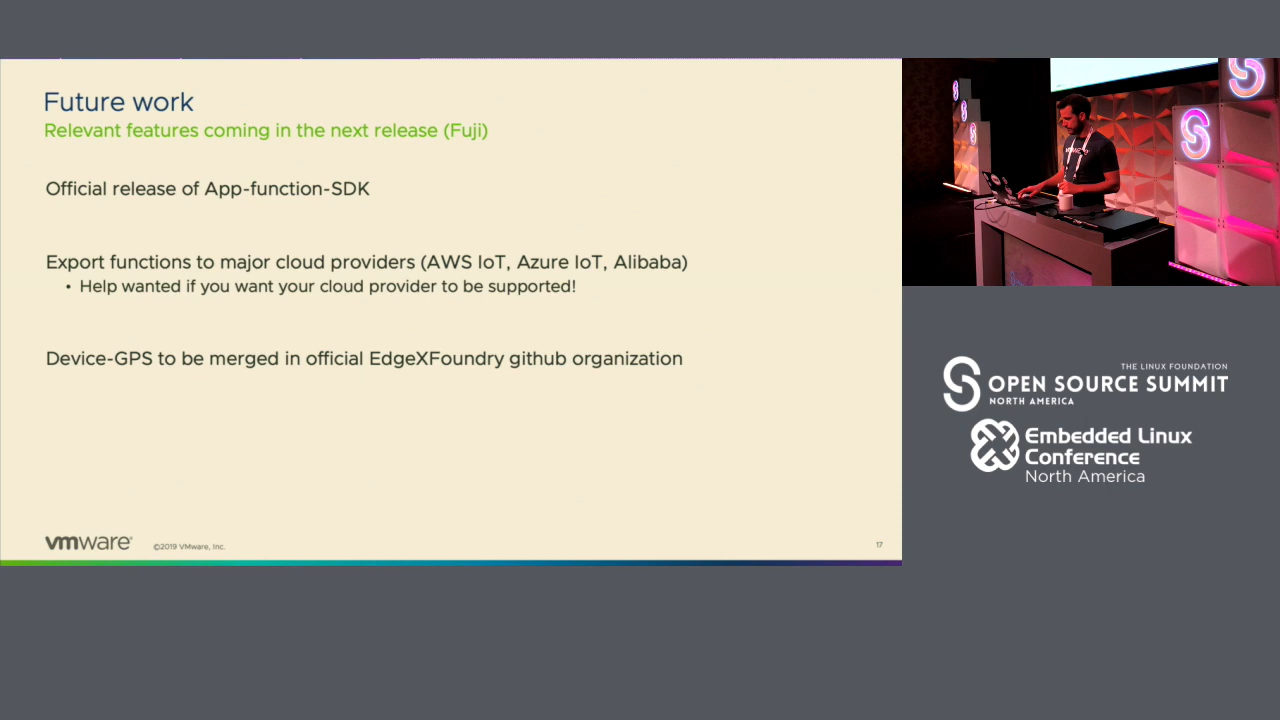 Future work
Relevant features coming in the next release (Fuji)
Official release of App-function-SDK
Export functions to major cloud providers (AWS IoT, Azure IoT, Alibaba)
• Help wanted if you want your cloud provider to be supported!
Device-GPS to be merged in official EdgeXFoundry github organization
vmware
©2019 VMware, Inc.
17
THE LINUX FOUNDATION
OPEN SOURCE SUMMIT
NORTH AMERICA
Embedded Linux
Conference
North America